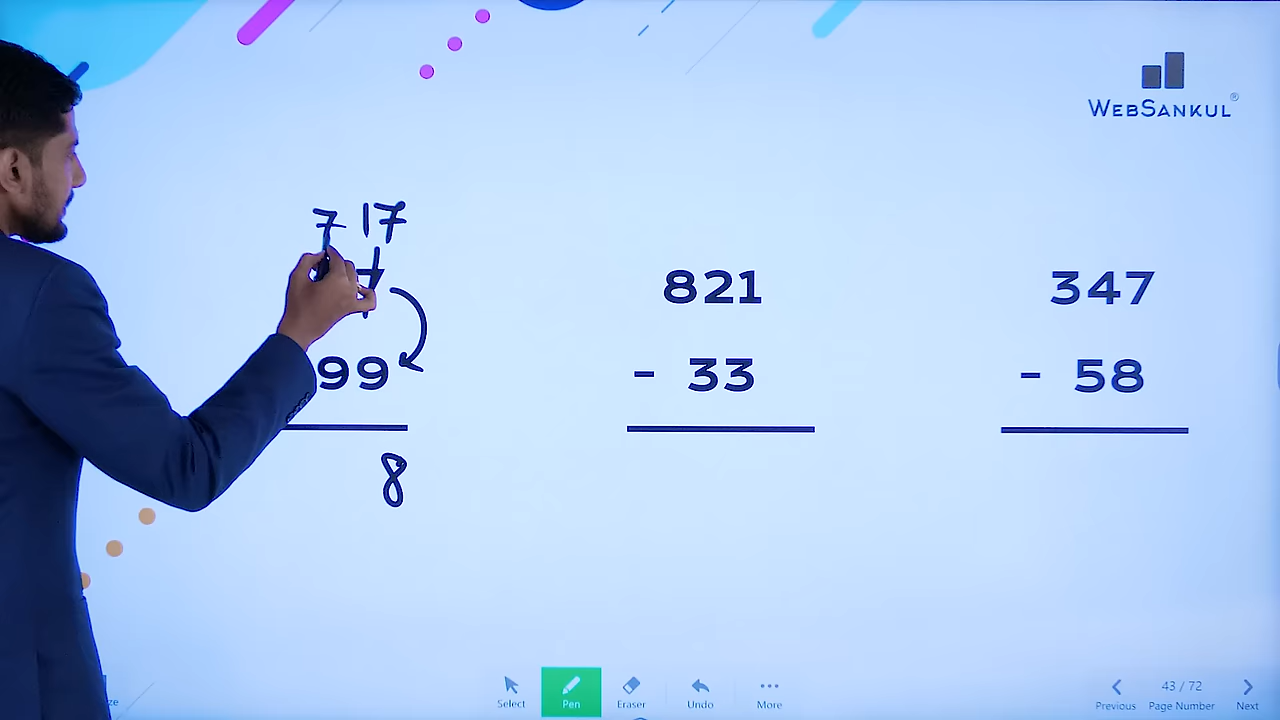 WEBSANKUL®
7 17
7
99
8
821
- 33
347
- 58
Select
Pen
Eraser
Undo
More
Previous
43 / 72
Page Number
Next